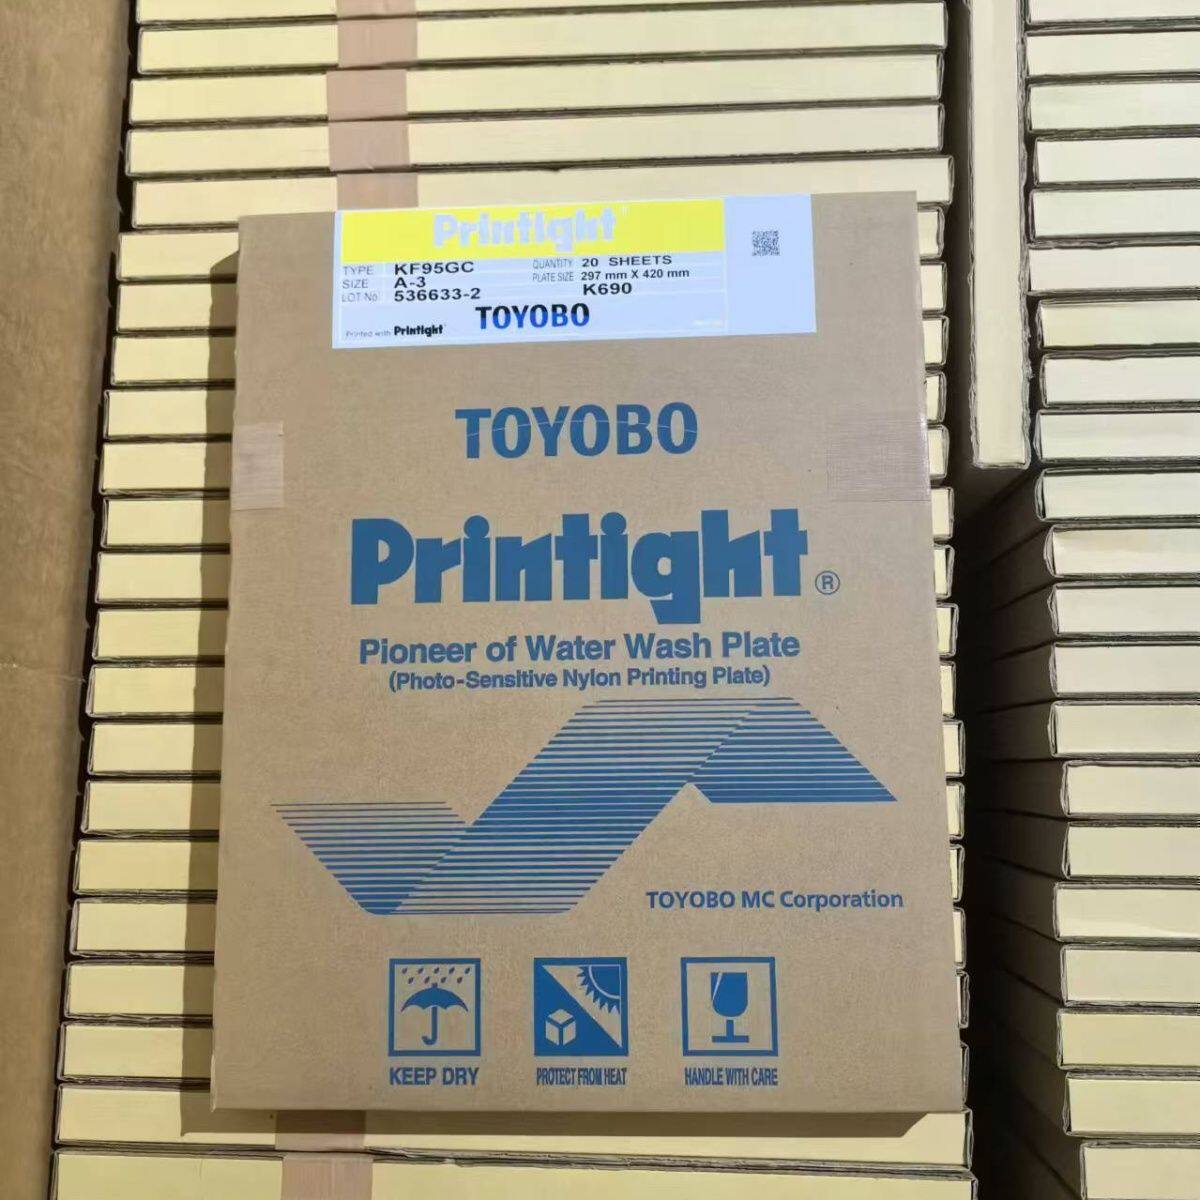 Printight
TYPE KF95GC QUANTITY 20 SHEETS
SIZE A-3 PLATE SIZE 297 mm X 420 mm
LOT No. 536633-2 K690
Printed with Printight TOYOBO
TOYOBO
Printight®
Pioneer of Water Wash Plate
(Photo-Sensitive Nylon Printing Plate)
TOYOBO MC Corporation
KEEP DRY PROTECT FROM HEAT HANDLE WITH CARE